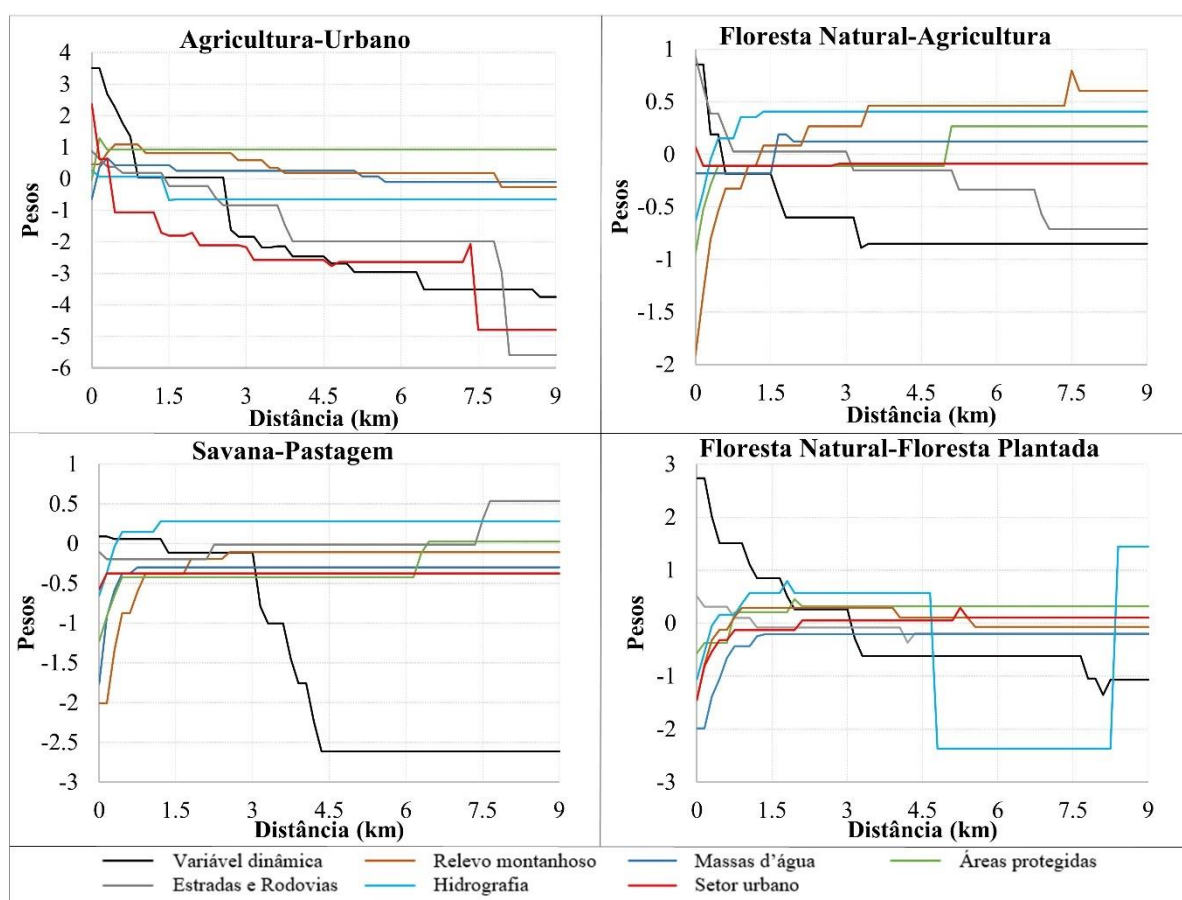 Agricultura-Urbano
4
3
2
1
0
-1
-2
-3
-4
-5
-6
Pesos
0 1.5 3 4.5 6 7.5 9
Distância (km)
Floresta Natural-Agricultura
1
0.5
0
-0.5
-1
-1.5
-2
Pesos
0 1.5 3 4.5 6 7.5 9
Distância (km)
Savana-Pastagem
1
0.5
0
-0.5
-1
-1.5
-2
-2.5
-3
Pesos
0 1.5 3 4.5 6 7.5 9
Distância (km)
Floresta Natural-Floresta Plantada
3
2
1
0
-1
-2
-3
Pesos
0 1.5 3 4.5 6 7.5 9
Distância (km)
Variável dinâmica Relevo montanhoso Massas d’água Áreas protegidas
Estradas e Rodovias Hidrografia Setor urbano